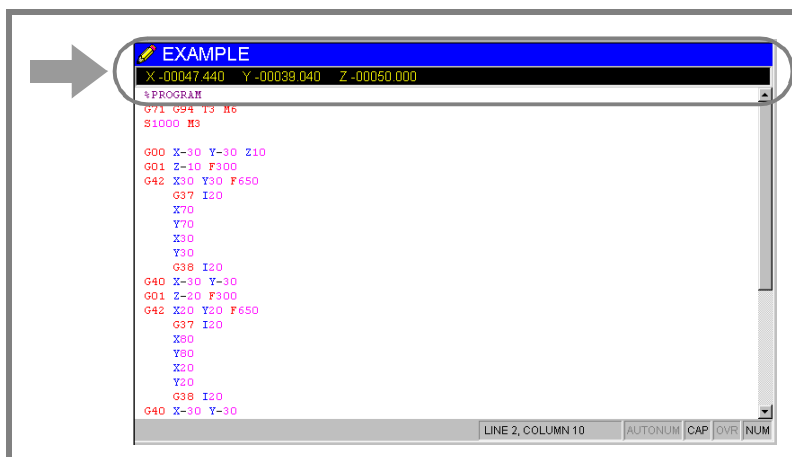 EXAMPLE
X -00047.440 Y -00039.040 Z -00050.000
%PROGRAM
G71 G94 T3 M6
S1000 M3
G00 X-30 Y-30 Z10
G01 Z-10 F300
G42 X30 Y30 F650
G37 I20
X70
Y70
X30
Y30
G38 I20
G40 X-30 Y-30
G01 Z-20 F300
G42 X20 Y20 F650
G37 I20
X80
Y80
X20
Y20
G38 I20
G40 X-30 Y-30
LINE 2, COLUMN 10 AUTONUM CAP OVR NUM